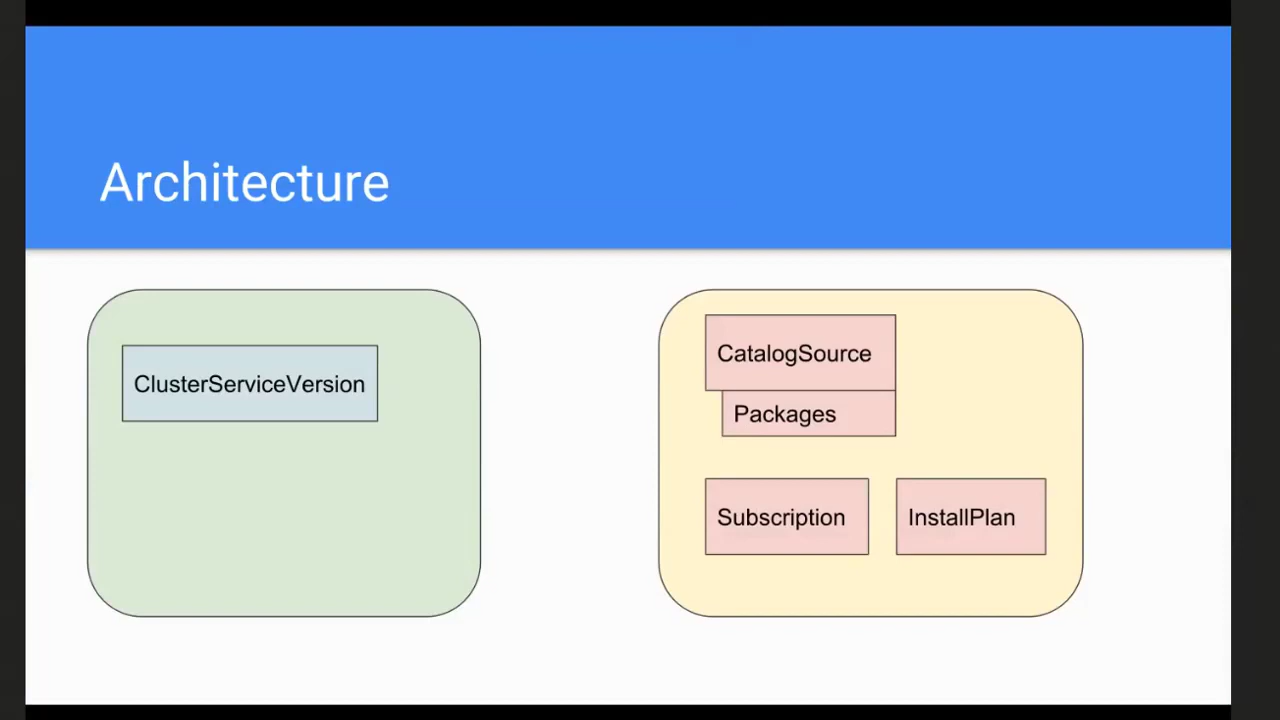 Architecture
ClusterServiceVersion
CatalogSource
Packages
Subscription
InstallPlan